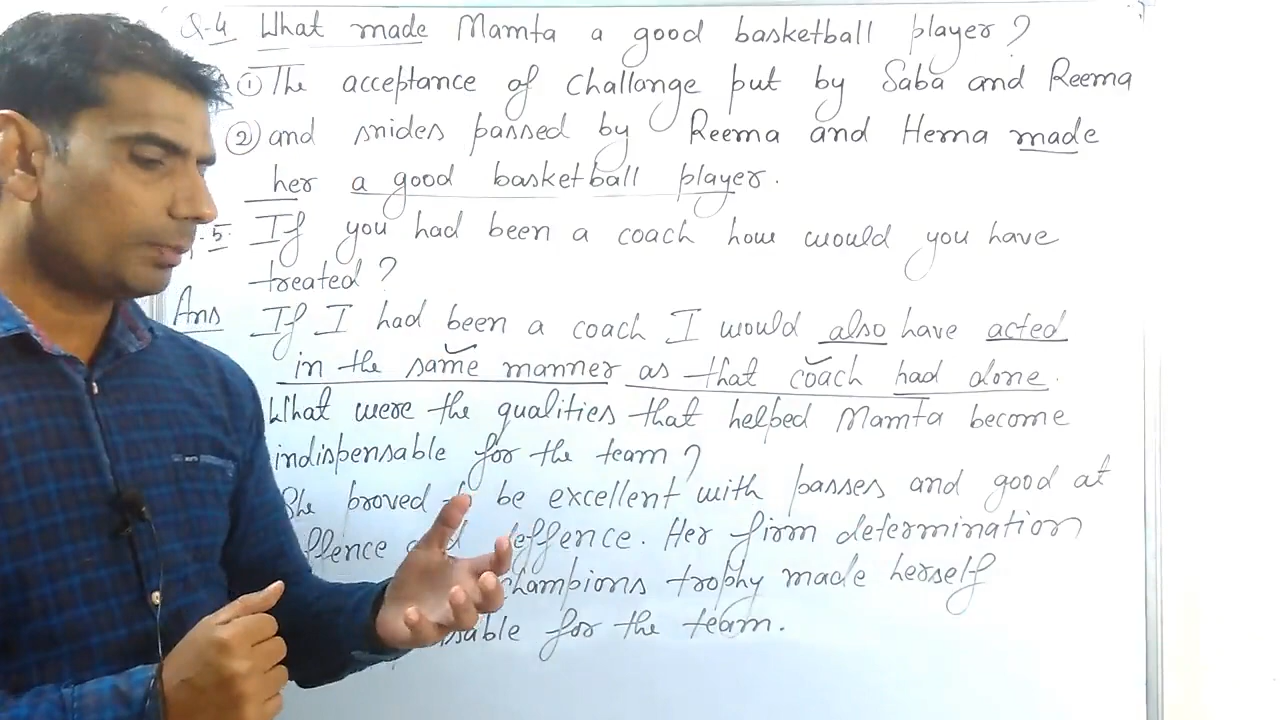 Q-4 What made Mamta a good basketball player?
① The acceptance of challange put by Saba and Reema
② and snides passed by Reema and Hema made
her a good basketball player.
5. If you had been a coach how would you have
treated?
Ans If I had been a coach I would also have acted
in the same manner as that coach had done.
What were the qualities that helped Mamta become
indispensable for the team?
She proved be excellent with passes and good at
deffence. Her firm determination
champions trophy made herself
for the team.